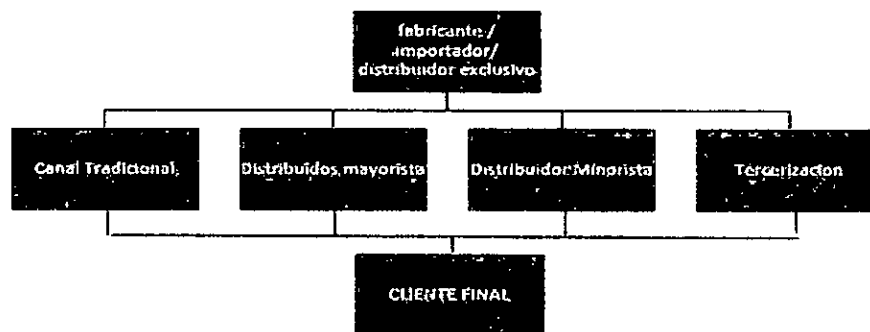 fabricante /
importador/
distribuidor exclusivo
Canal Tradicional
Distribuidos mayorista
Distribuidor Minorista
Tercerizacion
CLIENTE FINAL